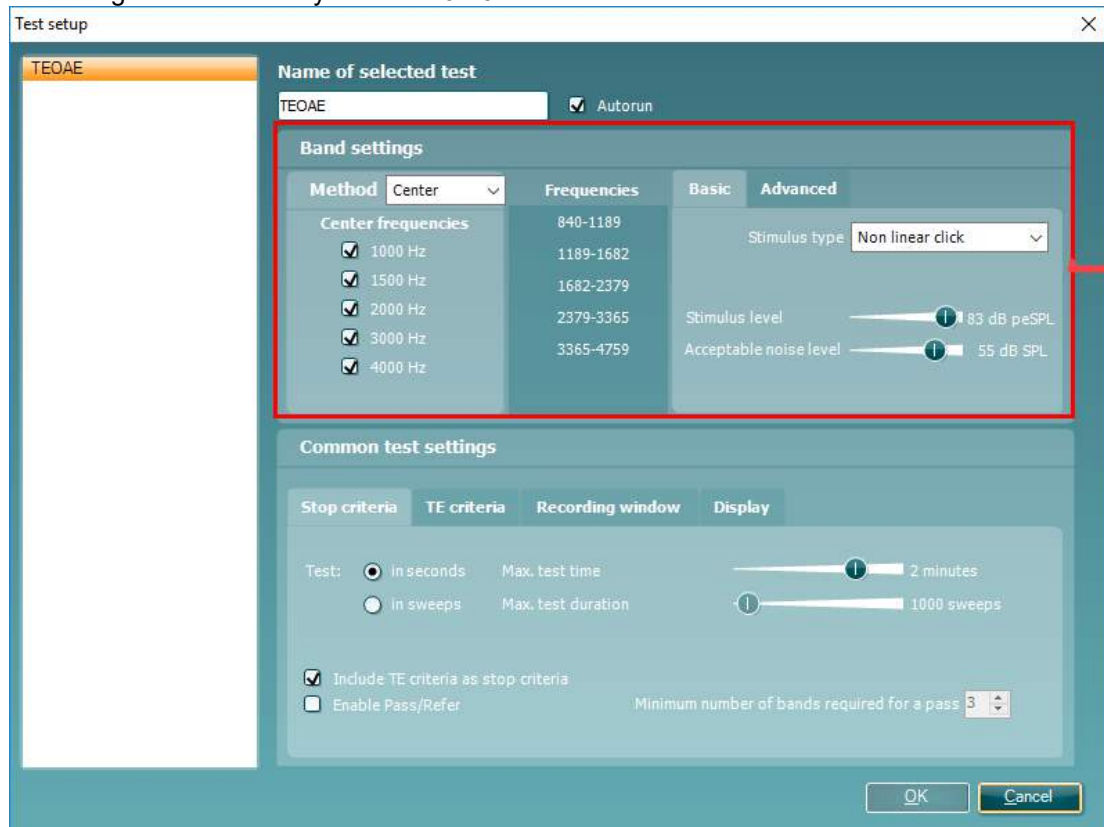 Test setup
TEOAE
Name of selected test
TEOAE
Autorun
Band settings
Method Center
Frequencies
Basic Advanced
Center frequencies
1000 Hz
1500 Hz
2000 Hz
3000 Hz
4000 Hz
840-1189
1189-1682
1682-2379
2379-3365
3365-4759
Stimulus type Non linear click
Stimulus level 83 dB peSPL
Acceptable noise level 55 dB SPL
Common test settings
Stop criteria TE criteria Recording window Display
Test: in seconds Max. test time 2 minutes
in sweeps Max. test duration 1000 sweeps
Include TE criteria as stop criteria
Enable Pass/Refer Minimum number of bands required for a pass 3
OK Cancel